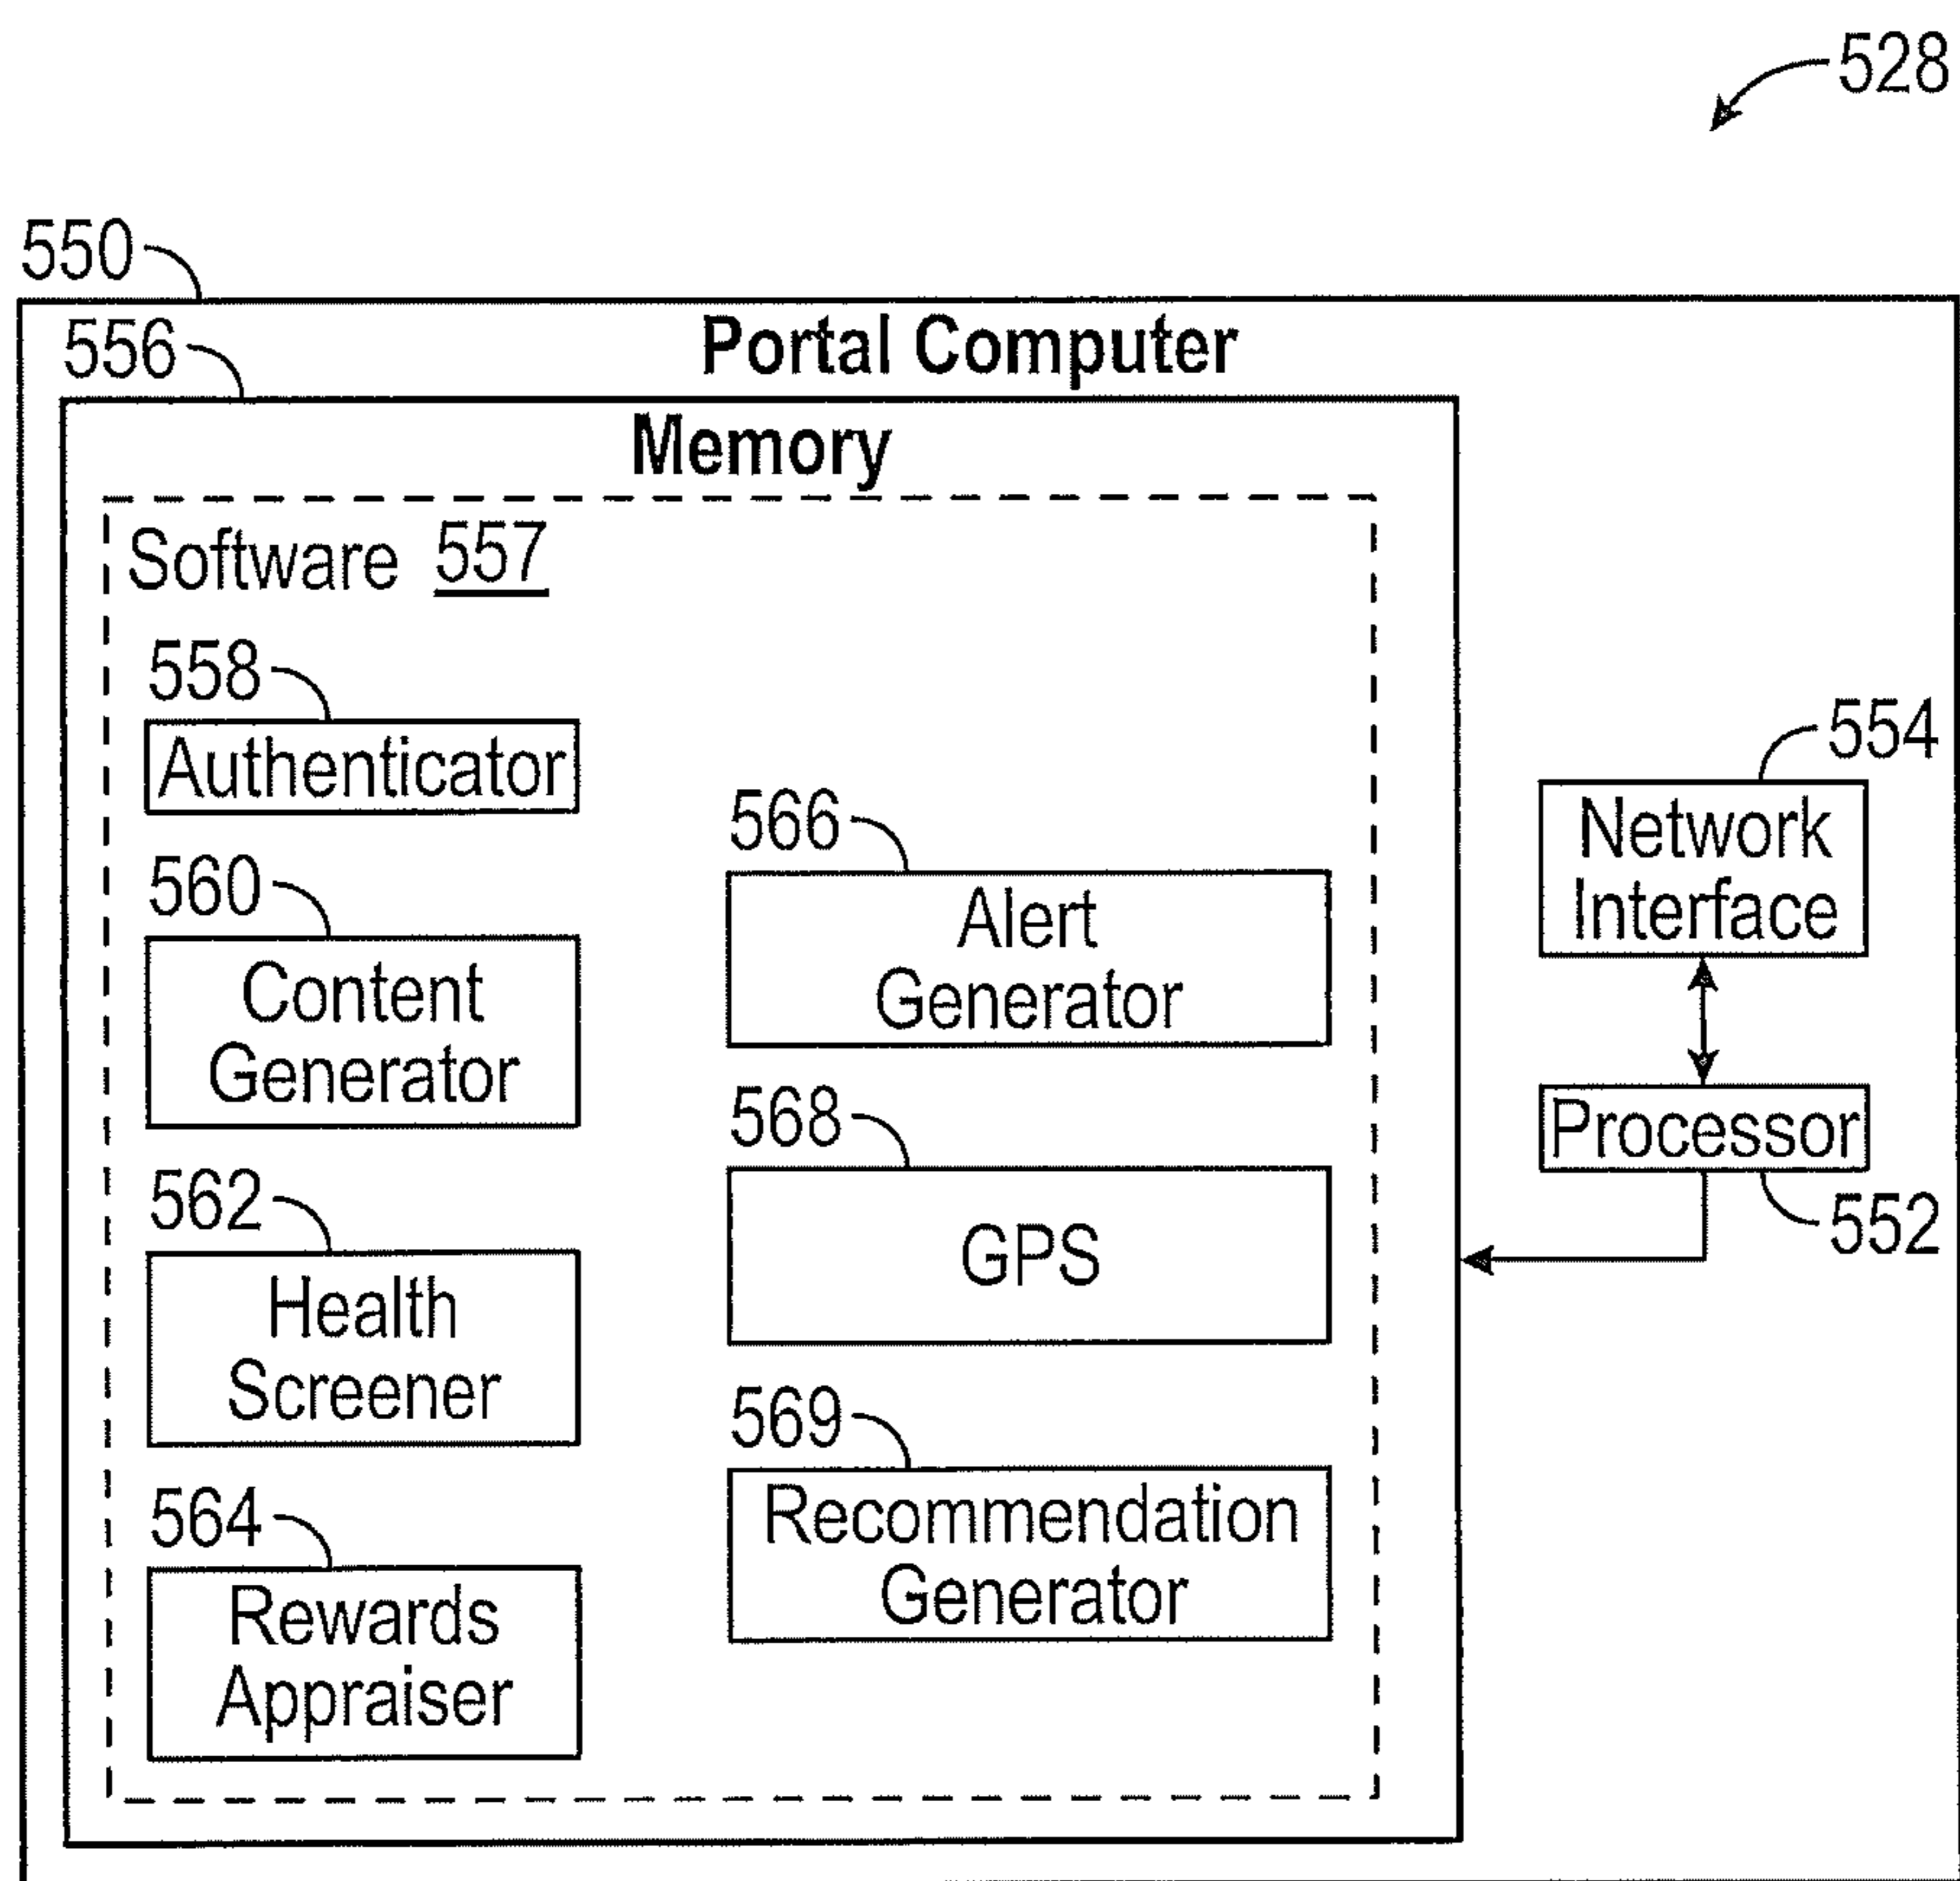 528
550
Portal Computer
556
Memory
Software 557
558
Authenticator
560
Content
Generator
562
Health
Screener
564
Rewards
Appraiser
566
Alert
Generator
568
GPS
569
Recommendation
Generator
554
Network
Interface
Processor
552